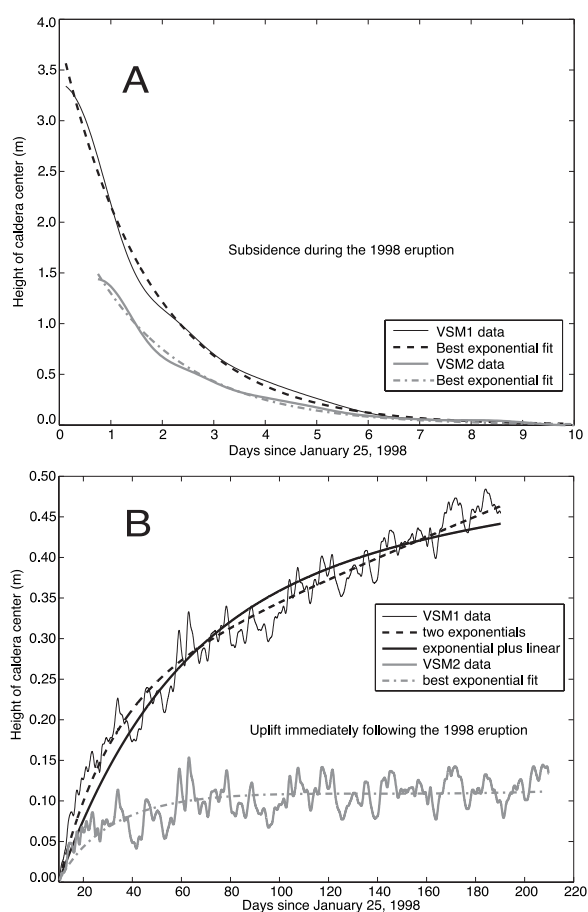 4.0
3.5
3.0
2.5
2.0
1.5
1.0
0.5
0.0
Height of caldera center (m)
A
Subsidence during the 1998 eruption
VSM1 data
Best exponential fit
VSM2 data
Best exponential fit
0 1 2 3 4 5 6 7 8 9 10
Days since January 25, 1998
0.50
0.45
0.40
0.35
0.30
0.25
0.20
0.15
0.10
0.05
0.00
Height of caldera center (m)
B
VSM1 data
two exponentials
exponential plus linear
VSM2 data
best exponential fit
Uplift immediately following the 1998 eruption
20 40 60 80 100 120 140 160 180 200 220
Days since January 25, 1998